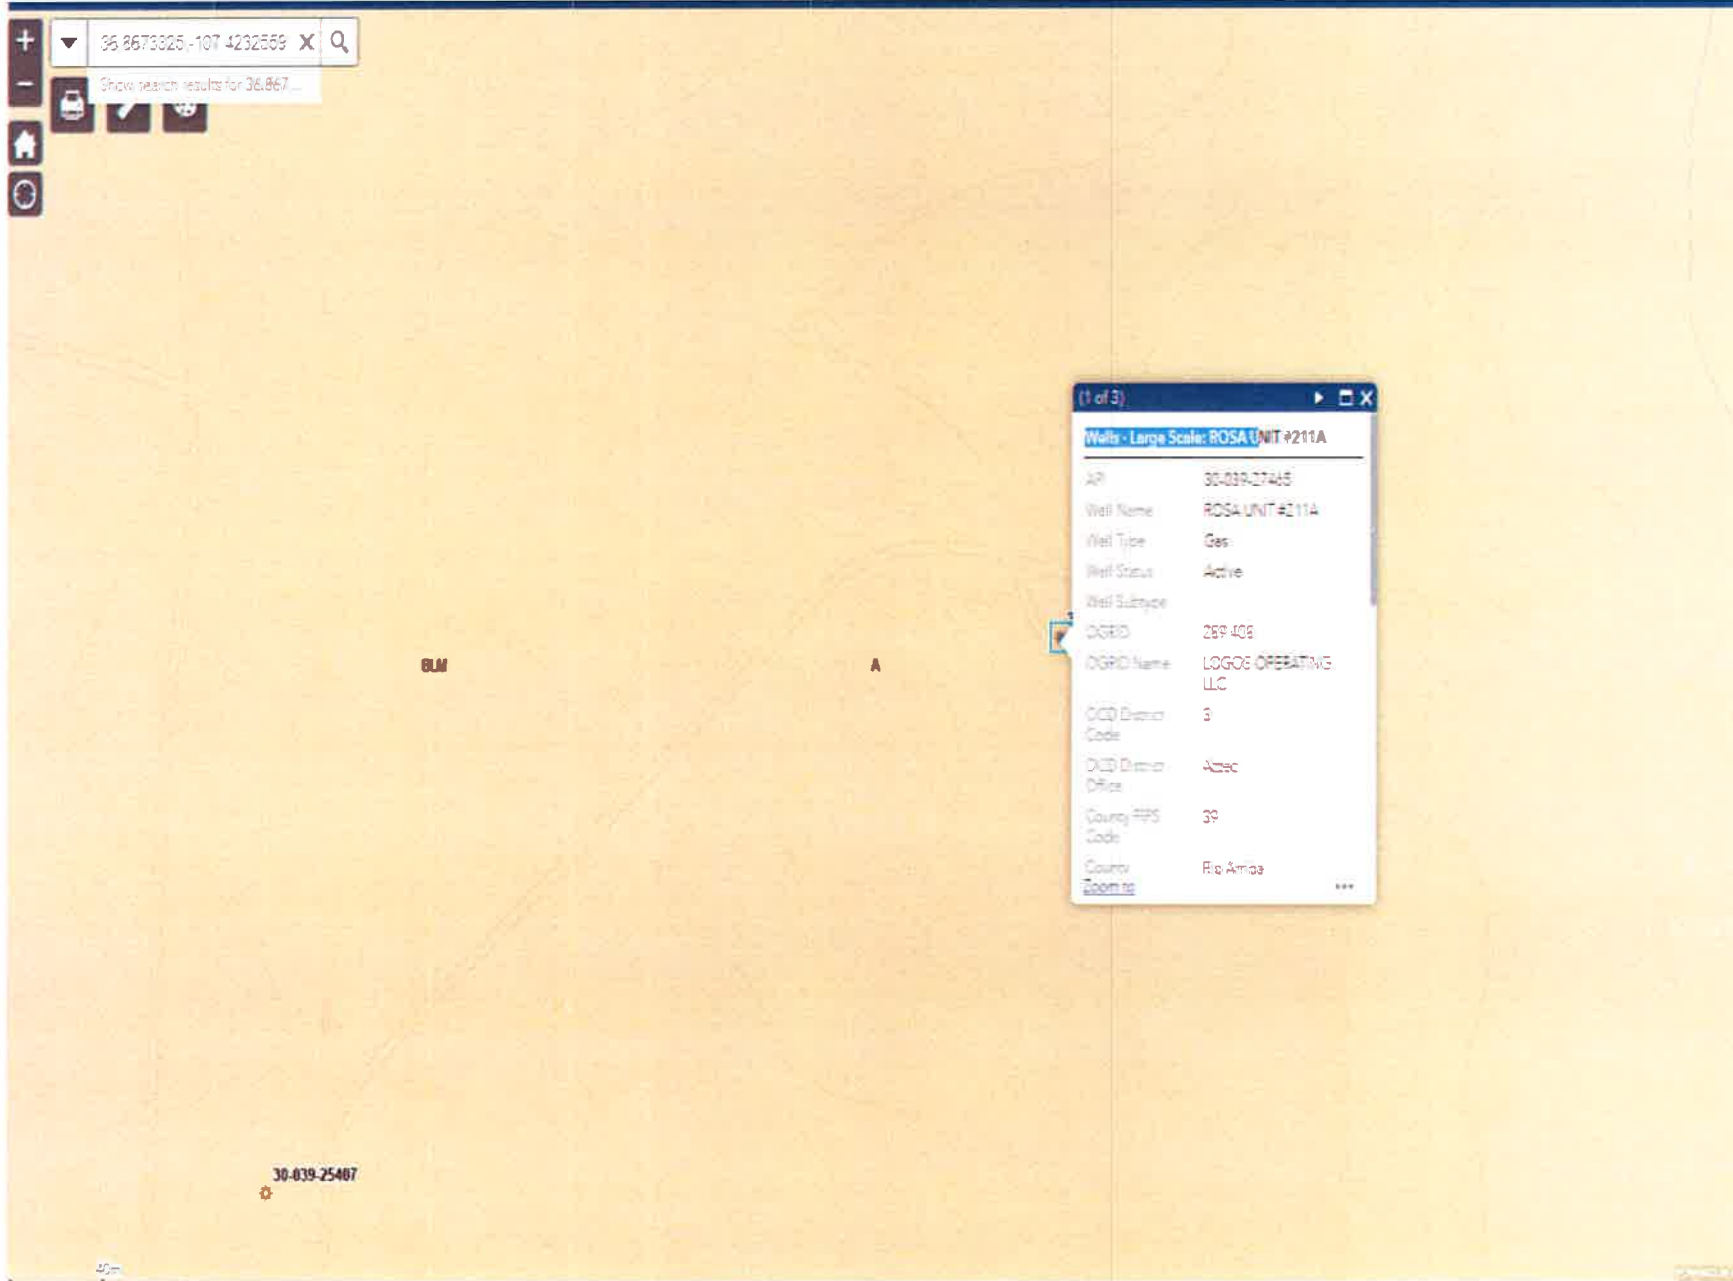 36.8673325,-107.4232559 X
Show search results for 36.867...
(1 of 3)
Wells - Large Scale: ROSA UNIT #211A
API 30-039-27465
Well Name ROSA UNIT #211A
Well Type Gas
Well Status Active
Well Subtype
OGRID 289,408
OGRID Name LOGOS OPERATING
LLC
OCD District 3
Code
OCD District Aztec
Office
County FIPS 39
Code
County Rio Arriba
Zoom to
BLM
A
30-039-25407
40m